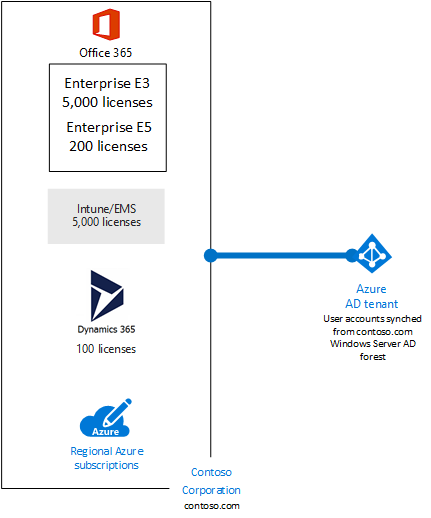 Office 365
Enterprise E3
5,000 licenses
Enterprise E5
200 licenses
Intune/EMS
5,000 licenses
Dynamics 365
100 licenses
Azure
Regional Azure
subscriptions
Contoso
Corporation
contoso.com
Azure
AD tenant
User accounts synched
from contoso.com
Windows Server AD
forest